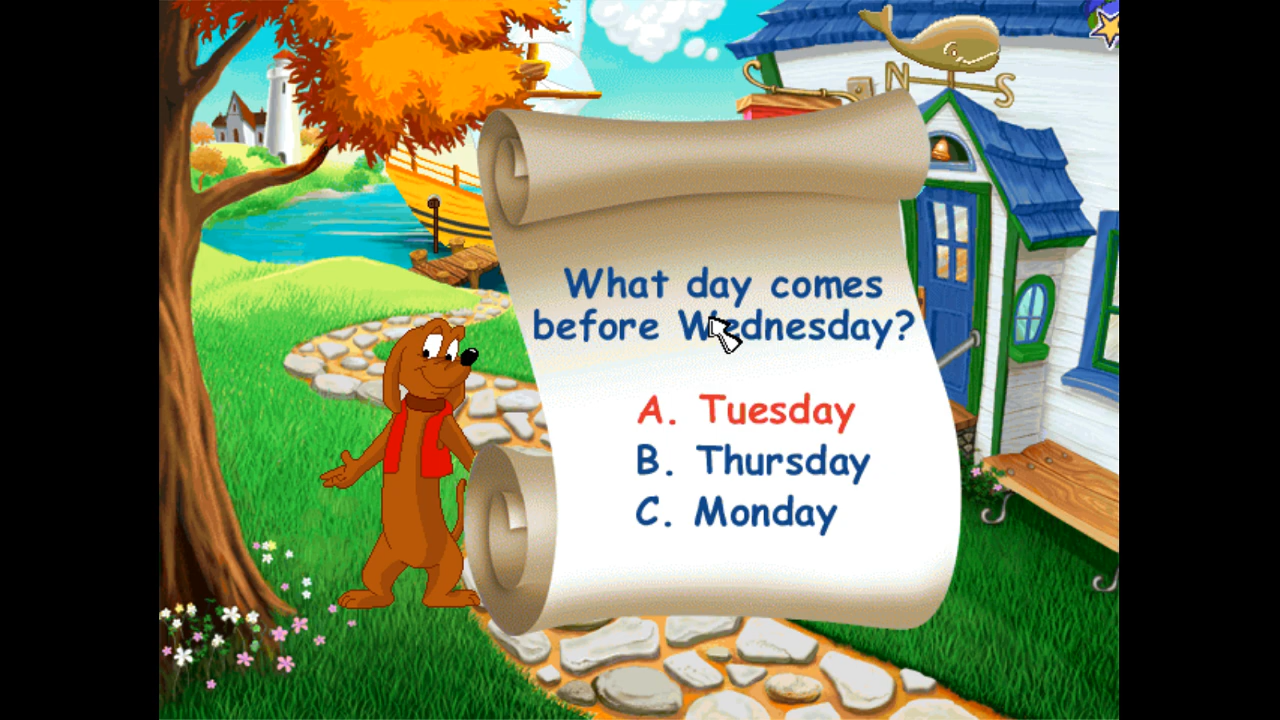 N S
What day comes
before Wednesday?
A. Tuesday
B. Thursday
C. Monday